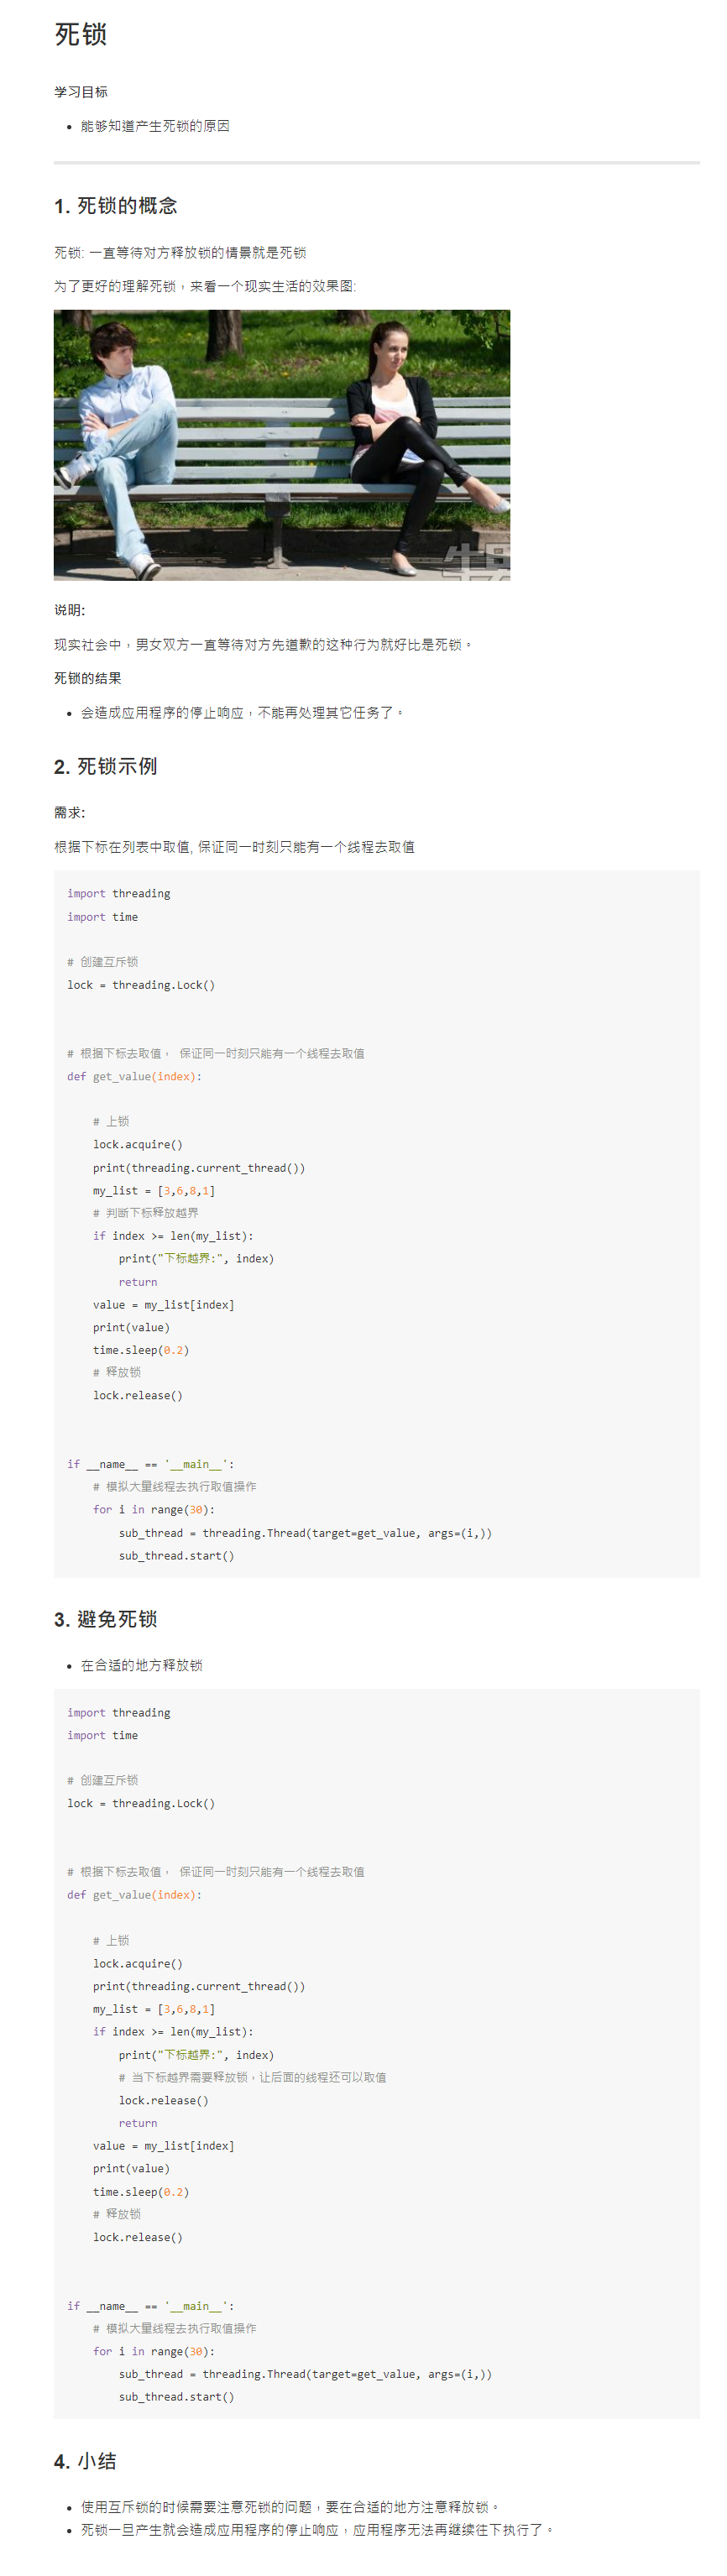 死锁
学习目标
• 能够知道产生死锁的原因
1. 死锁的概念
死锁: 一直等待对方释放锁的情景就是死锁
为了更好的理解死锁，来看一个现实生活的效果图:
说明:
现实社会中，男女双方一直等待对方先道歉的这种行为就好比是死锁。
死锁的结果
• 会造成应用程序的停止响应，不能再处理其它任务了。
2. 死锁示例
需求:
根据下标在列表中取值, 保证同一时刻只能有一个线程去取值
import threading
import time
# 创建互斥锁
lock = threading.Lock()
# 根据下标去取值， 保证同一时刻只能有一个线程去取值
def get_value(index):
    # 上锁
    lock.acquire()
    print(threading.current_thread())
    my_list = [3,6,8,1]
    # 判断下标释放越界
    if index >= len(my_list):
        print("下标越界:", index)
        return
    value = my_list[index]
    print(value)
    time.sleep(0.2)
    # 释放锁
    lock.release()
if __name__ == '__main__':
    # 模拟大量线程去执行取值操作
    for i in range(30):
        sub_thread = threading.Thread(target=get_value, args=(i,))
        sub_thread.start()
3. 避免死锁
• 在合适的地方释放锁
import threading
import time
# 创建互斥锁
lock = threading.Lock()
# 根据下标去取值， 保证同一时刻只能有一个线程去取值
def get_value(index):
    # 上锁
    lock.acquire()
    print(threading.current_thread())
    my_list = [3,6,8,1]
    if index >= len(my_list):
        print("下标越界:", index)
        # 当下标越界需要释放锁，让后面的线程还可以取值
        lock.release()
        return
    value = my_list[index]
    print(value)
    time.sleep(0.2)
    # 释放锁
    lock.release()
if __name__ == '__main__':
    # 模拟大量线程去执行取值操作
    for i in range(30):
        sub_thread = threading.Thread(target=get_value, args=(i,))
        sub_thread.start()
4. 小结
• 使用互斥锁的时候需要注意死锁的问题，要在合适的地方注意释放锁。
• 死锁一旦产生就会造成应用程序的停止响应，应用程序无法再继续往下执行了。